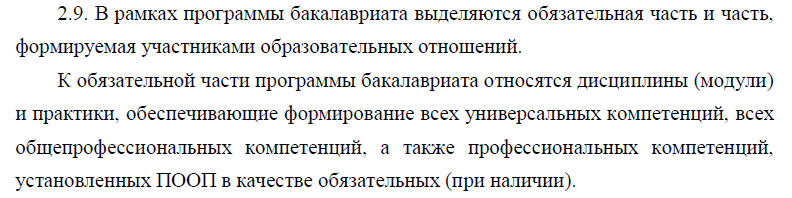 2.9. В рамках программы бакалавриата выделяются обязательная часть и часть,
формируемая участниками образовательных отношений.
К обязательной части программы бакалавриата относятся дисциплины (модули)
и практики, обеспечивающие формирование всех универсальных компетенций, всех
общепрофессиональных компетенций, а также профессиональных компетенций,
установленных ПООП в качестве обязательных (при наличии).